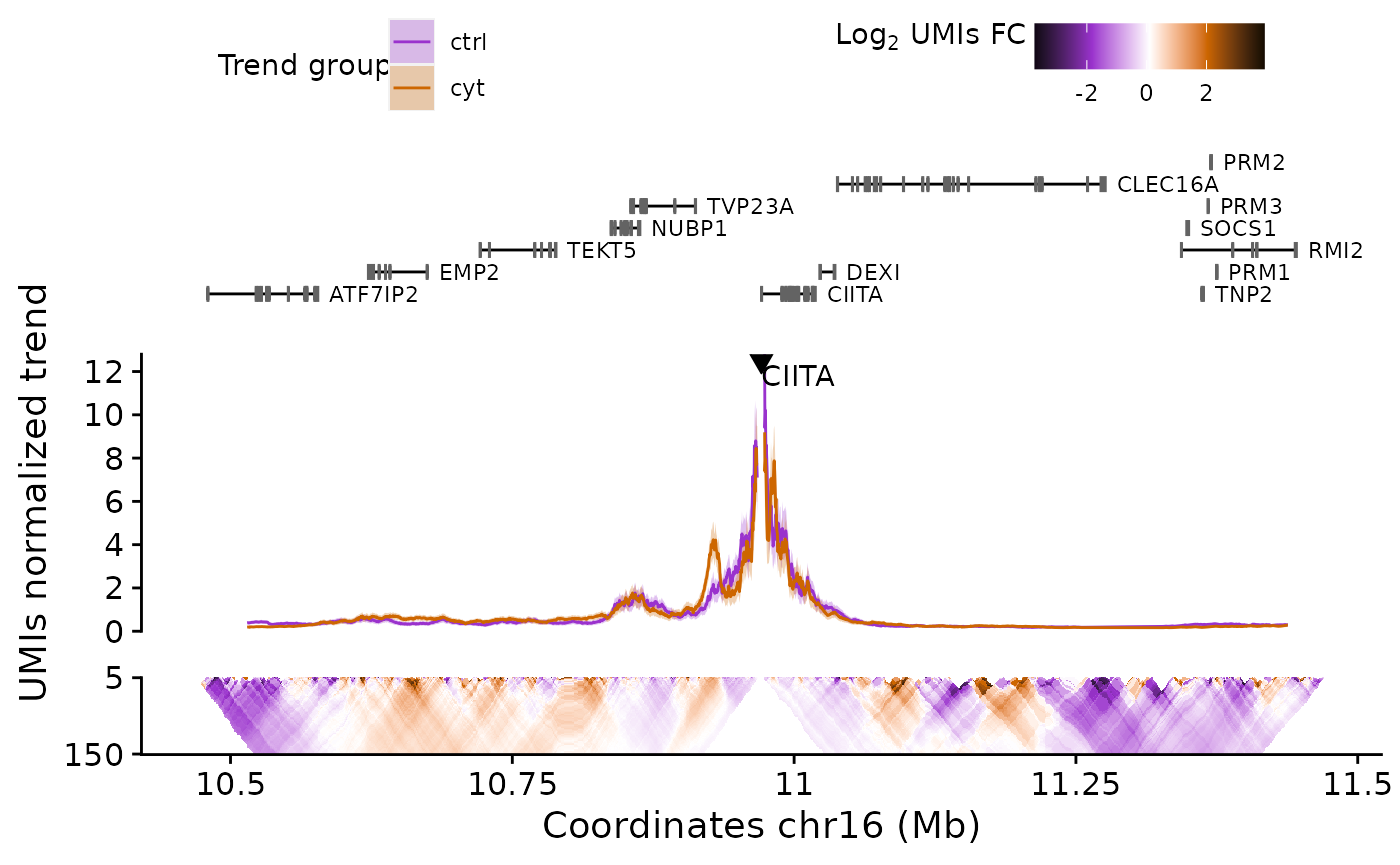 Trend group
ctrl
cyt
Log2 UMIs FC
-2 0 2
PRM2
CLEC16A
TVP23A PRM3
NUBP1 SOCS1
TEKT5 RMI2
EMP2 DEXI PRM1
ATF7IP2 CIITA TNP2
UMIs normalized trend
12
10
8
6
4
2
0
CIITA
5
150
10.5 10.75 11 11.25 11.5
Coordinates chr16 (Mb)